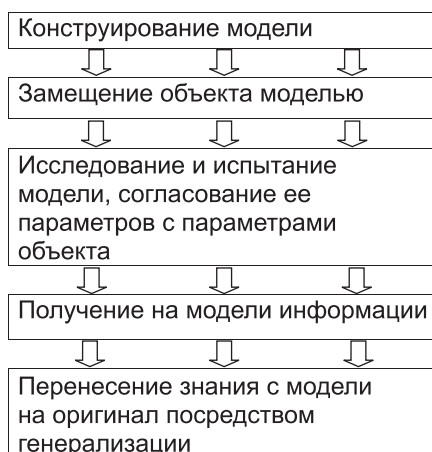 Конструирование модели
Замещение объекта моделью
Исследование и испытание
модели, согласование ее
параметров с параметрами
объекта
Получение на модели информации
Перенесение знания с модели
на оригинал посредством
генерализации